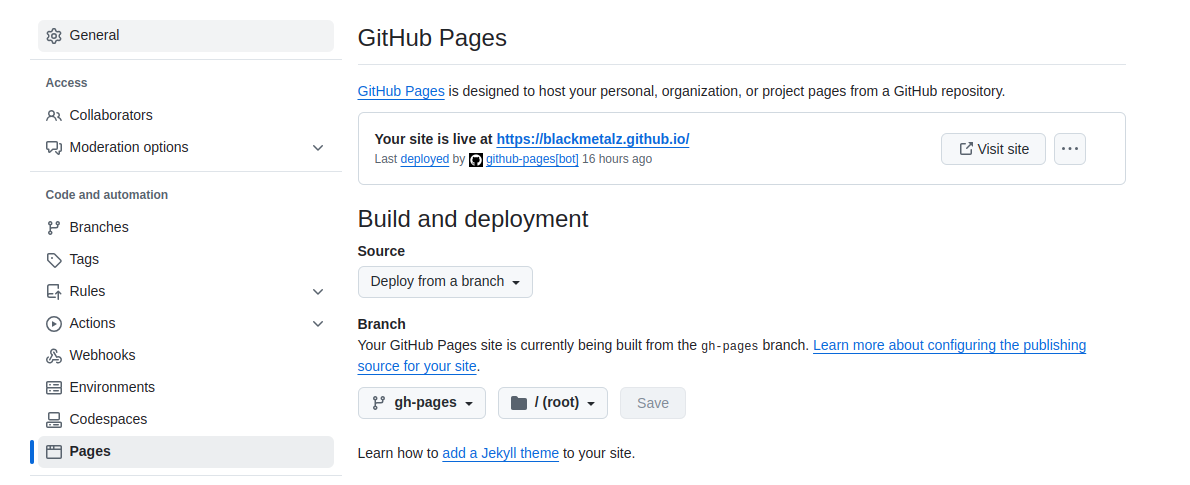 General
Access
Collaborators
Moderation options
Code and automation
Branches
Tags
Rules
Actions
Webhooks
Environments
Codespaces
Pages
GitHub Pages
GitHub Pages is designed to host your personal, organization, or project pages from a GitHub repository.
Your site is live at https://blackmetalz.github.io/
Last deployed by github-pages[bot] 16 hours ago
Visit site
Build and deployment
Source
Deploy from a branch
Branch
Your GitHub Pages site is currently being built from the gh-pages branch. Learn more about configuring the publishing
source for your site.
gh-pages / (root) Save
Learn how to add a Jekyll theme to your site.